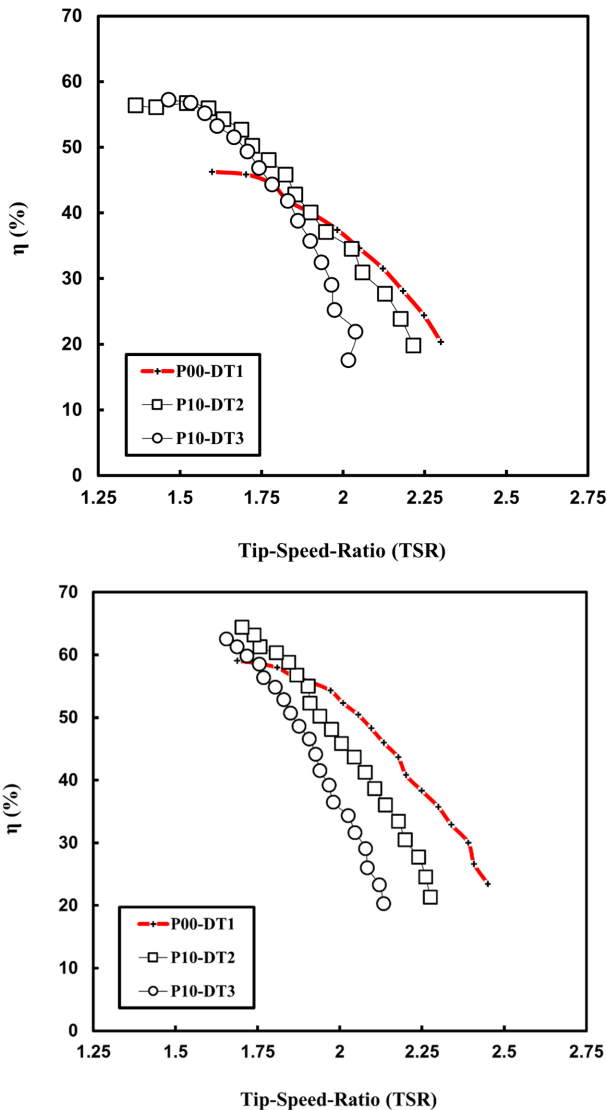 70
60
50
40
η (%)
30
20
10
0
P00-DT1
P10-DT2
P10-DT3
1.25 1.5 1.75 2 2.25 2.5 2.75
Tip-Speed-Ratio (TSR)
70
60
50
40
η (%)
30
20
10
0
P00-DT1
P10-DT2
P10-DT3
1.25 1.5 1.75 2 2.25 2.5 2.75
Tip-Speed-Ratio (TSR)